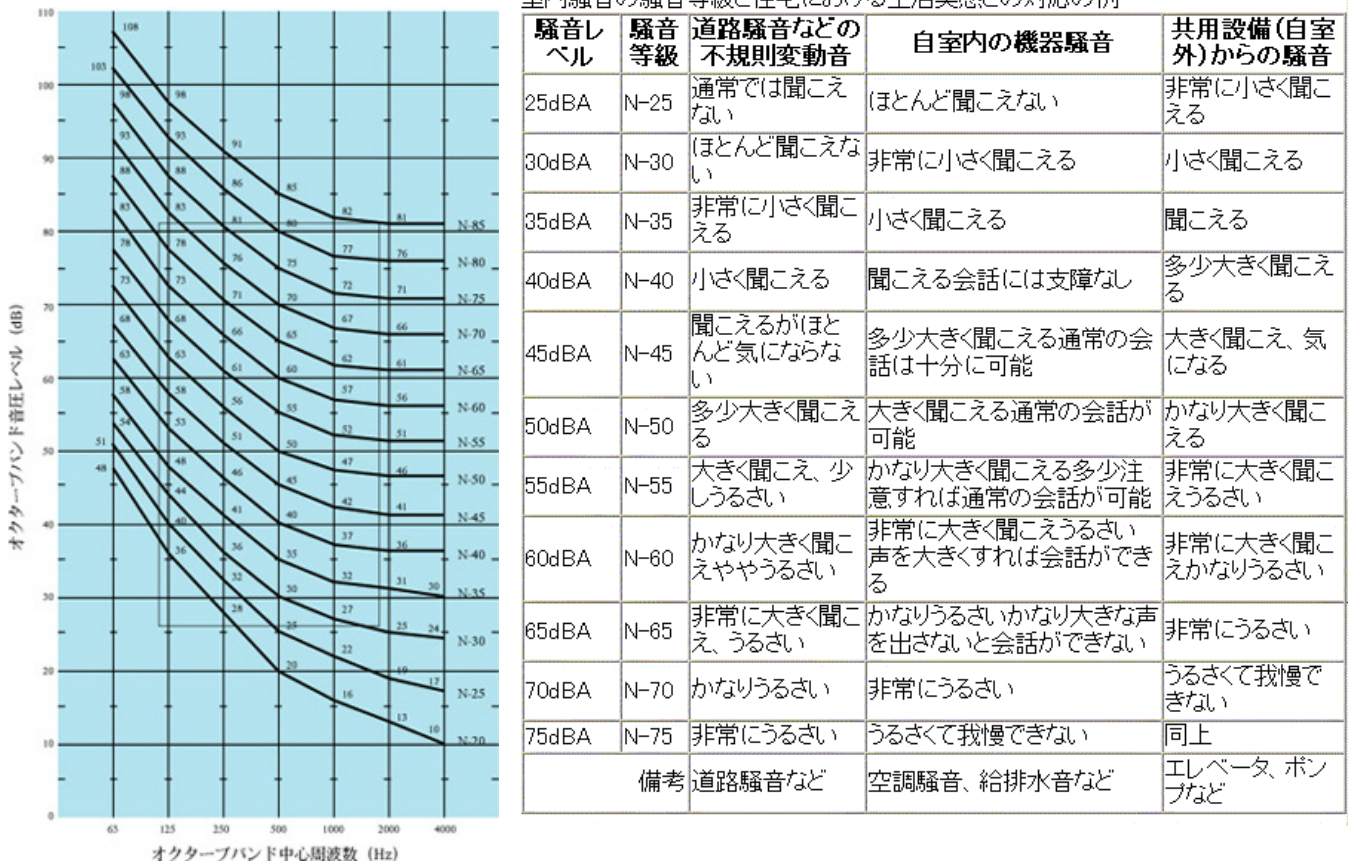 110
100
90
80
70
60
50
40
30
20
10
0
オクターブバンド音圧レベル (dB)
108 98 91 85 82 81 N-85
103 93 86 80 77 76 N-80
98 88 81 75 72 71 N-75
93 83 76 70 67 66 N-70
88 78 71 65 62 61 N-65
83 73 66 60 57 56 N-60
78 68 61 55 52 51 N-55
73 63 56 50 47 46 N-50
68 58 51 45 42 41 N-45
63 53 46 40 37 36 N-40
58 48 41 35 32 31 30 N-35
54 44 36 30 27 25 24 N-30
51 40 32 25 22 19 17 N-25
48 36 28 20 16 13 10 N-20
63 125 250 500 1000 2000 4000
オクターブバンド中心周波数 (Hz)
室内騒音の騒音等級と住宅における生活実感との対応の例
騒音レ
ベル
騒音
等級
道路騒音などの
不規則変動音
自室内の機器騒音
共用設備(自室
外)からの騒音
25dBA
N-25
通常では聞こえ
ない
ほとんど聞こえない
非常に小さく聞こ
える
30dBA
N-30
ほとんど聞こえな
い
非常に小さく聞こえる
小さく聞こえる
35dBA
N-35
非常に小さく聞こ
える
小さく聞こえる
聞こえる
40dBA
N-40
小さく聞こえる
聞こえる会話には支障なし
多少大きく聞こえ
る
45dBA
N-45
聞こえるがほと
んど気にならな
い
多少大きく聞こえる通常の会
話は十分に可能
大きく聞こえ、気
になる
50dBA
N-50
多少大きく聞こえ
る
大きく聞こえる通常の会話が
可能
かなり大きく聞こ
える
55dBA
N-55
大きく聞こえ、少
しうるさい
かなり大きく聞こえる多少注
意すれば通常の会話が可能
非常に大きく聞こ
えうるさい
60dBA
N-60
かなり大きく聞こ
えややうるさい
非常に大きく聞こえうるさい
声を大きくすれば会話ができ
る
非常に大きく聞こ
えかなりうるさい
65dBA
N-65
非常に大きく聞こ
え、うるさい
かなりうるさいかなり大きな声
を出さないと会話ができない
非常にうるさい
70dBA
N-70
かなりうるさい
非常にうるさい
うるさくて我慢で
きない
75dBA
N-75
非常にうるさい
うるさくて我慢できない
同上
備考
道路騒音など
空調騒音、給排水音など
エレベータ、ポン
プなど